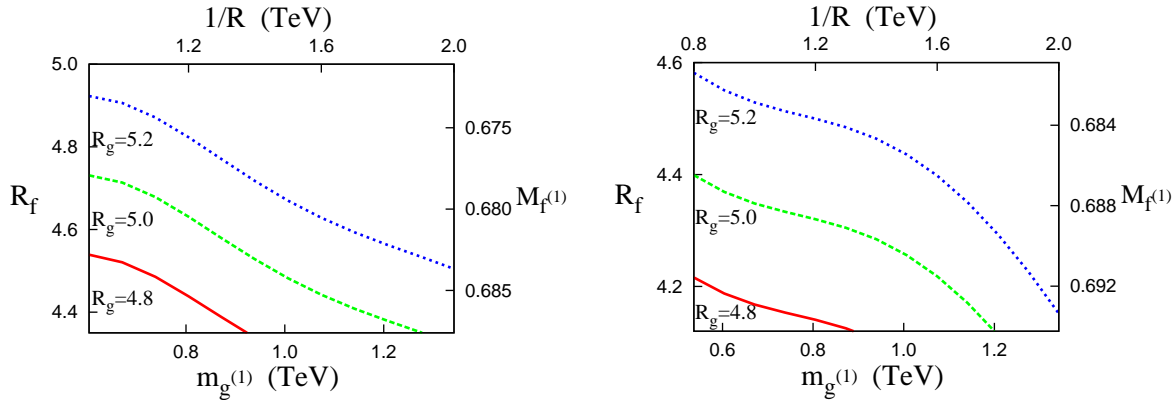 1/R (TeV)
1.2 1.6 2.0
5.0
4.8
4.6
4.4
R_f
R_g=5.2
R_g=5.0
R_g=4.8
0.675
0.680
0.685
M_f(1)
0.8 1.0 1.2
m_g(1) (TeV)
1/R (TeV)
0.8 1.2 1.6 2.0
4.6
4.4
4.2
R_f
R_g=5.2
R_g=5.0
R_g=4.8
0.684
0.688
0.692
M_f(1)
0.6 0.8 1.0 1.2
m_g(1) (TeV)